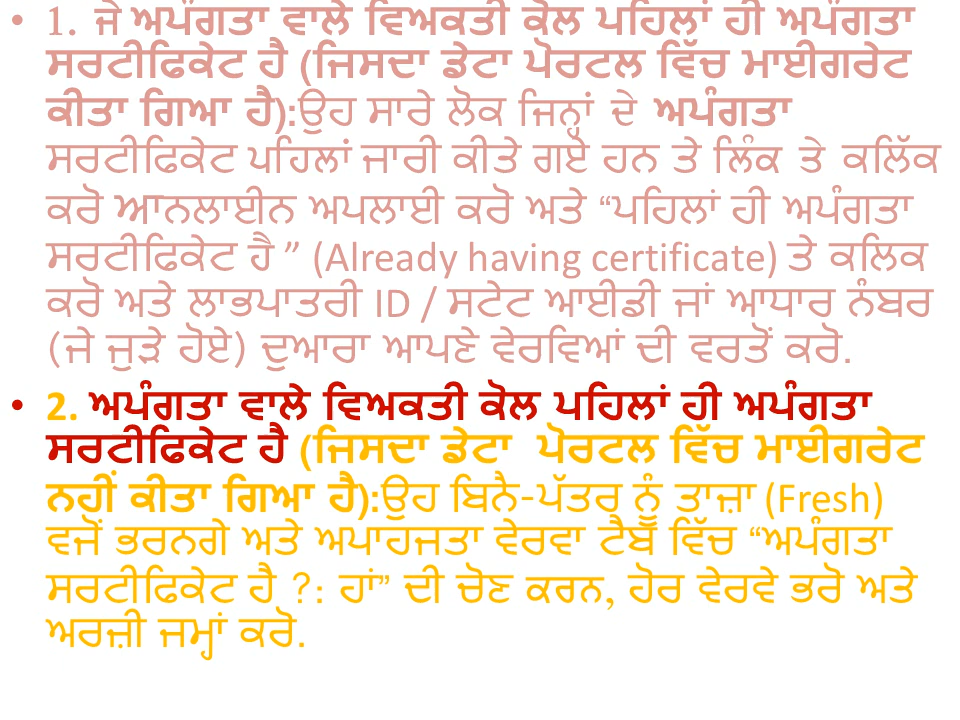 • 1. ਜੇ ਅਪੰਗਤਾ ਵਾਲੇ ਵਿਅਕਤੀ ਕੋਲ ਪਹਿਲਾਂ ਹੀ ਅਪੰਗਤਾ
ਸਰਟੀਫਿਕੇਟ ਹੈ (ਜਿਸਦਾ ਡੇਟਾ ਪੋਰਟਲ ਵਿੱਚ ਮਾਈਗਰੇਟ
ਕੀਤਾ ਗਿਆ ਹੈ):ਉਹ ਸਾਰੇ ਲੋਕ ਜਿਨ੍ਹਾਂ ਦੇ ਅਪੰਗਤਾ
ਸਰਟੀਫਿਕੇਟ ਪਹਿਲਾਂ ਜਾਰੀ ਕੀਤੇ ਗਏ ਹਨ ਤੇ ਲਿੰਕ ਤੇ ਕਲਿੱਕ
ਕਰੋ ਆਨਲਾਈਨ ਅਪਲਾਈ ਕਰੋ ਅਤੇ “ਪਹਿਲਾਂ ਹੀ ਅਪੰਗਤਾ
ਸਰਟੀਫਿਕੇਟ ਹੈ ” (Already having certificate) ਤੇ ਕਲਿਕ
ਕਰੋ ਅਤੇ ਲਾਭਪਾਤਰੀ ID / ਸਟੇਟ ਆਈਡੀ ਜਾਂ ਆਧਾਰ ਨੰਬਰ
(ਜੇ ਜੁੜੇ ਹੋਏ) ਦੁਆਰਾ ਆਪਣੇ ਵੇਰਵਿਆਂ ਦੀ ਵਰਤੋਂ ਕਰੋ.
• 2. ਅਪੰਗਤਾ ਵਾਲੇ ਵਿਅਕਤੀ ਕੋਲ ਪਹਿਲਾਂ ਹੀ ਅਪੰਗਤਾ
ਸਰਟੀਫਿਕੇਟ ਹੈ (ਜਿਸਦਾ ਡੇਟਾ ਪੋਰਟਲ ਵਿੱਚ ਮਾਈਗਰੇਟ
ਨਹੀਂ ਕੀਤਾ ਗਿਆ ਹੈ):ਉਹ ਬਿਨੈ-ਪੱਤਰ ਨੂੰ ਤਾਜ਼ਾ (Fresh)
ਵਜੋਂ ਭਰਨਗੇ ਅਤੇ ਅਪਾਹਜਤਾ ਵੇਰਵਾ ਟੈਬ ਵਿੱਚ “ਅਪੰਗਤਾ
ਸਰਟੀਫਿਕੇਟ ਹੈ ?: ਹਾਂ” ਦੀ ਚੋਣ ਕਰਨ, ਹੋਰ ਵੇਰਵੇ ਭਰੋ ਅਤੇ
ਅਰਜ਼ੀ ਜਮ੍ਹਾਂ ਕਰੋ.